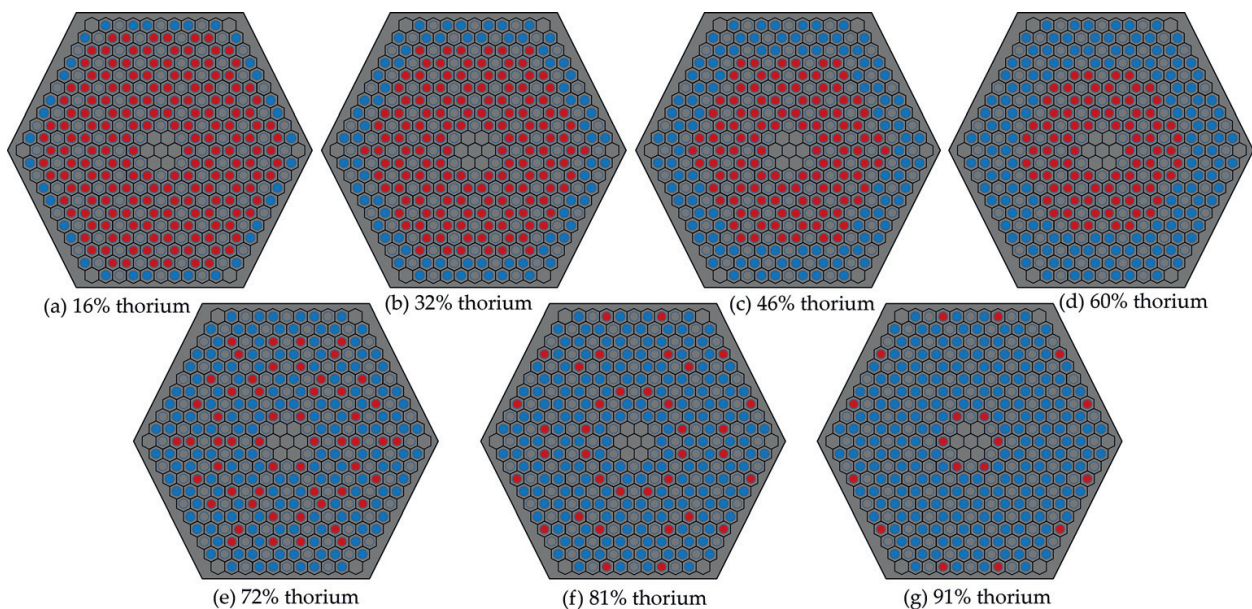 (a) 16% thorium
(b) 32% thorium
(c) 46% thorium
(d) 60% thorium
(e) 72% thorium
(f) 81% thorium
(g) 91% thorium